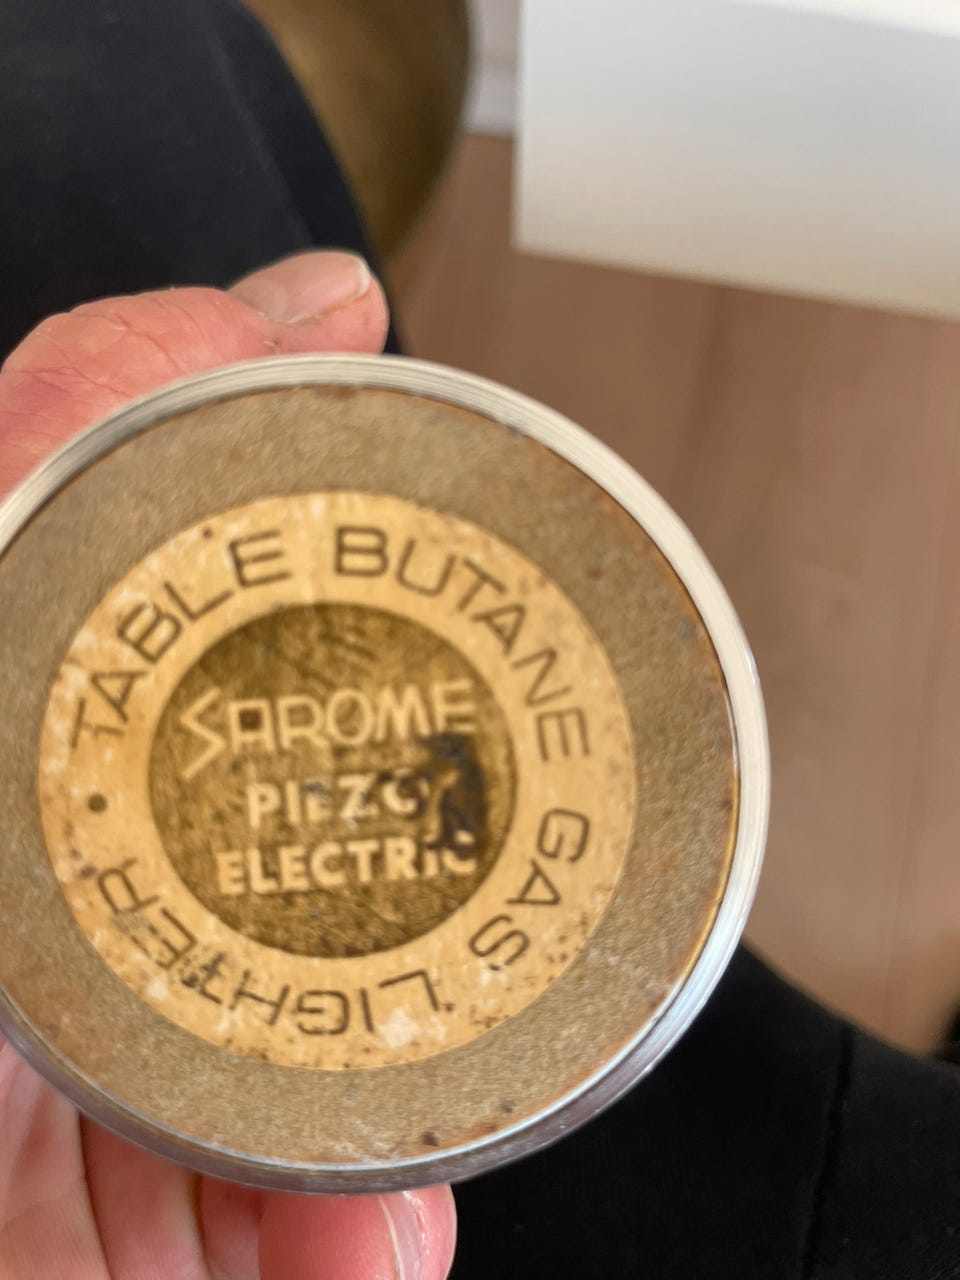 TABLE BUTANE GAS LIGHTER
SAROME
PIEZO
ELECTRIC